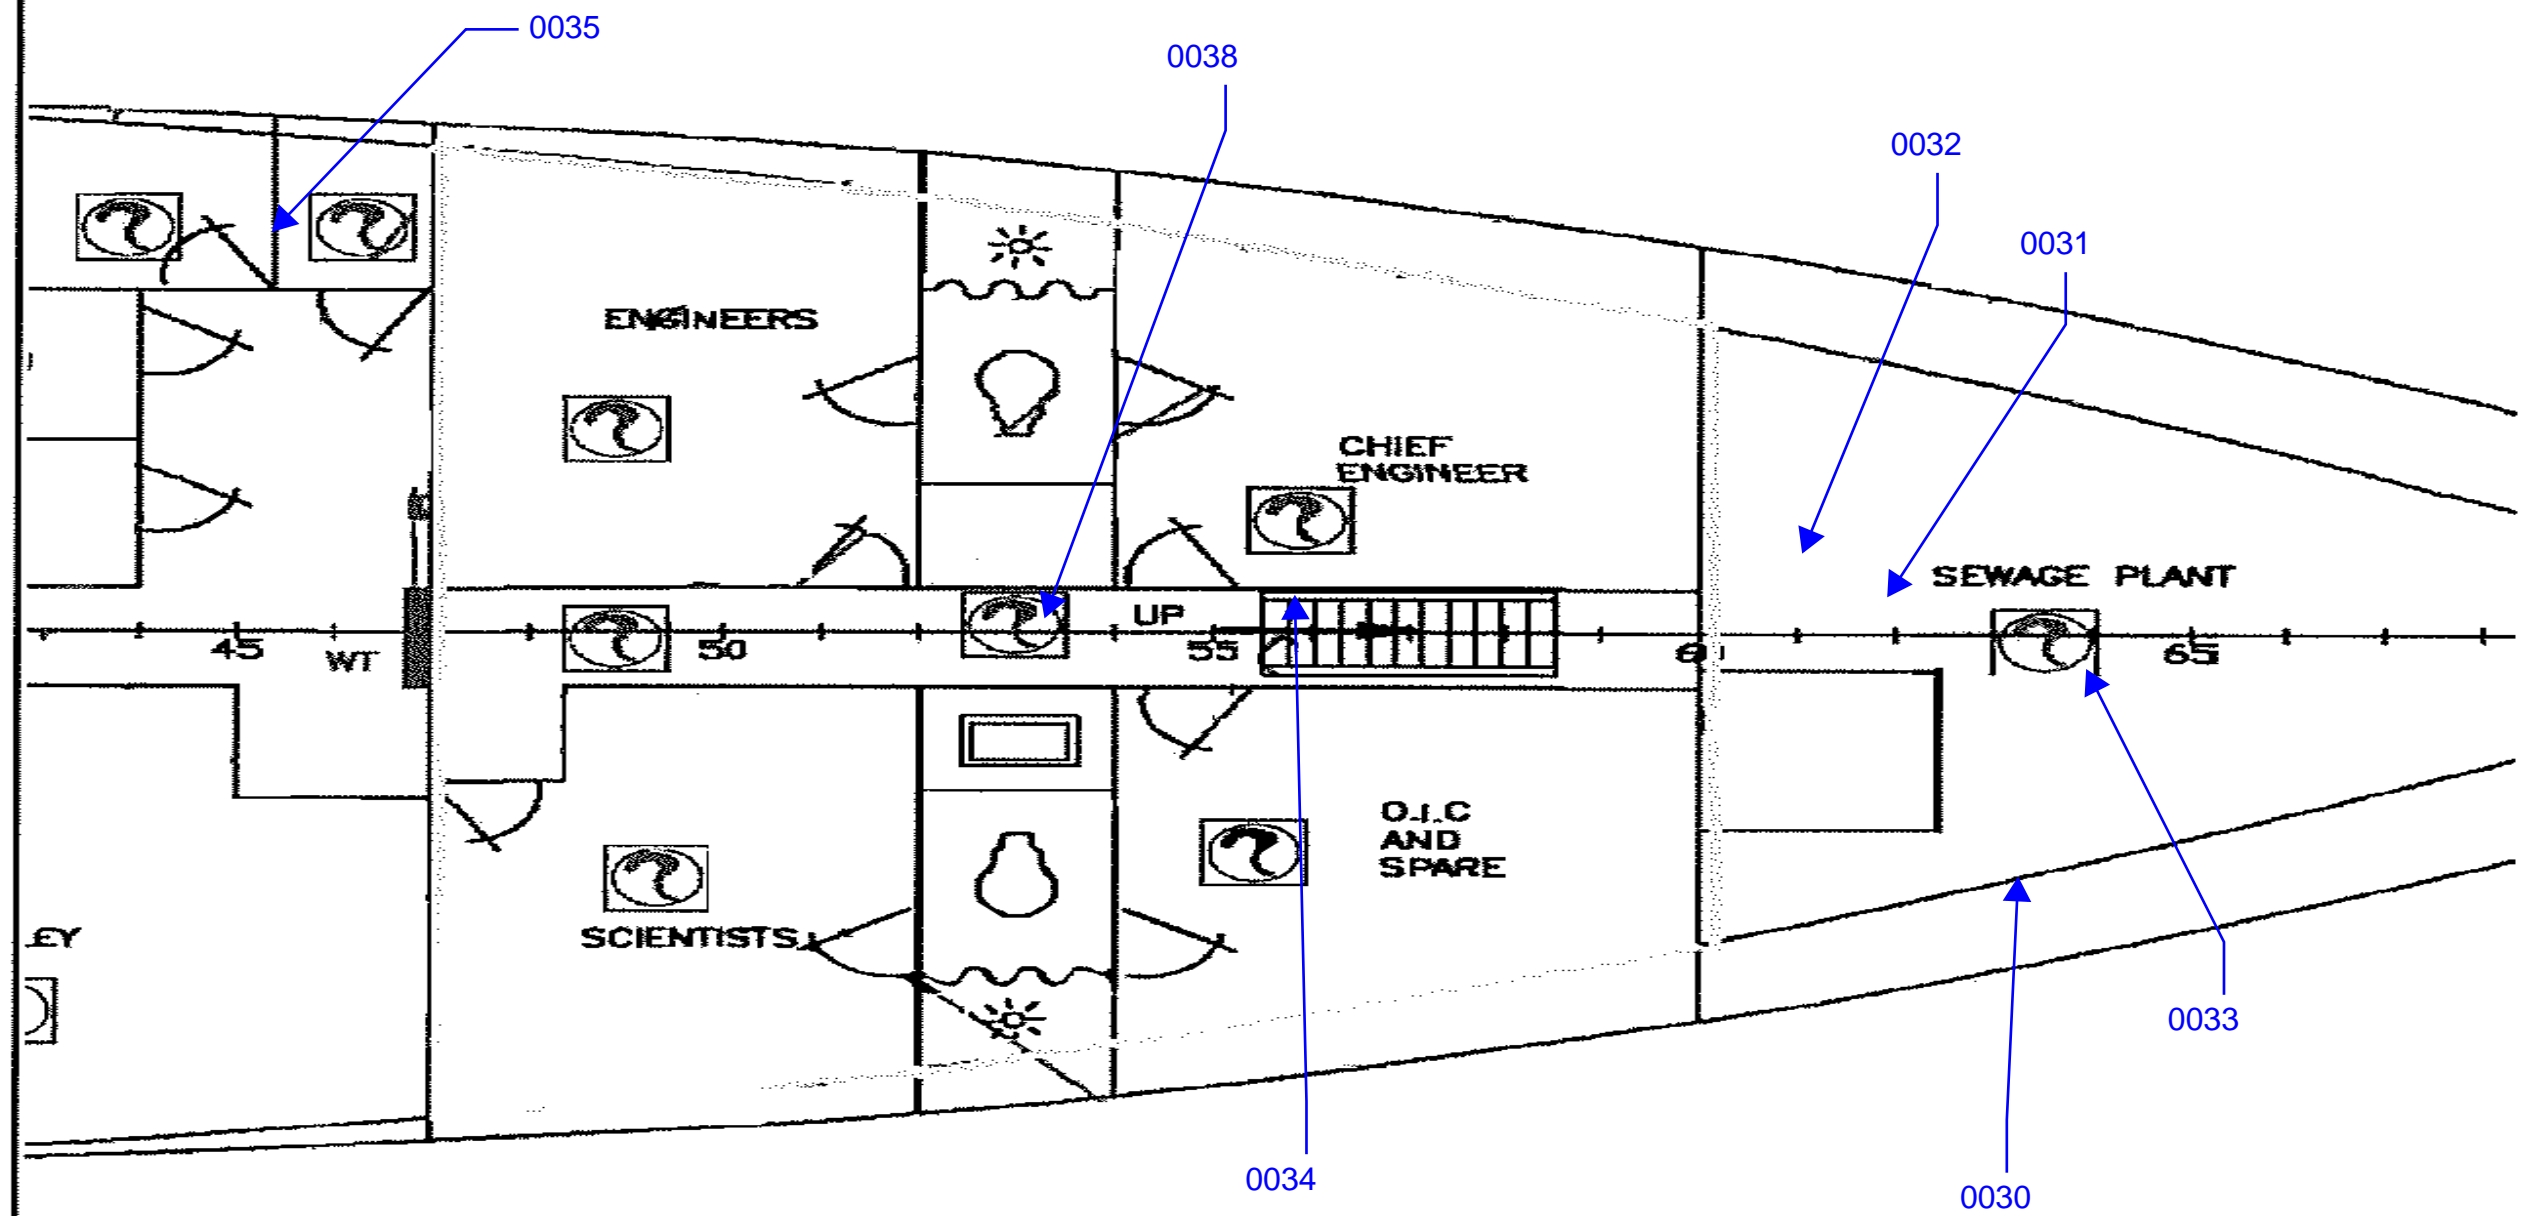 0035
0038
0032
0031
ENGINEERS
CHIEF
ENGINEER
SEWAGE PLANT
UP
45
WT
50
55
60
65
O.I.C
AND
SPARE
EY
SCIENTISTS
0033
0034
0030